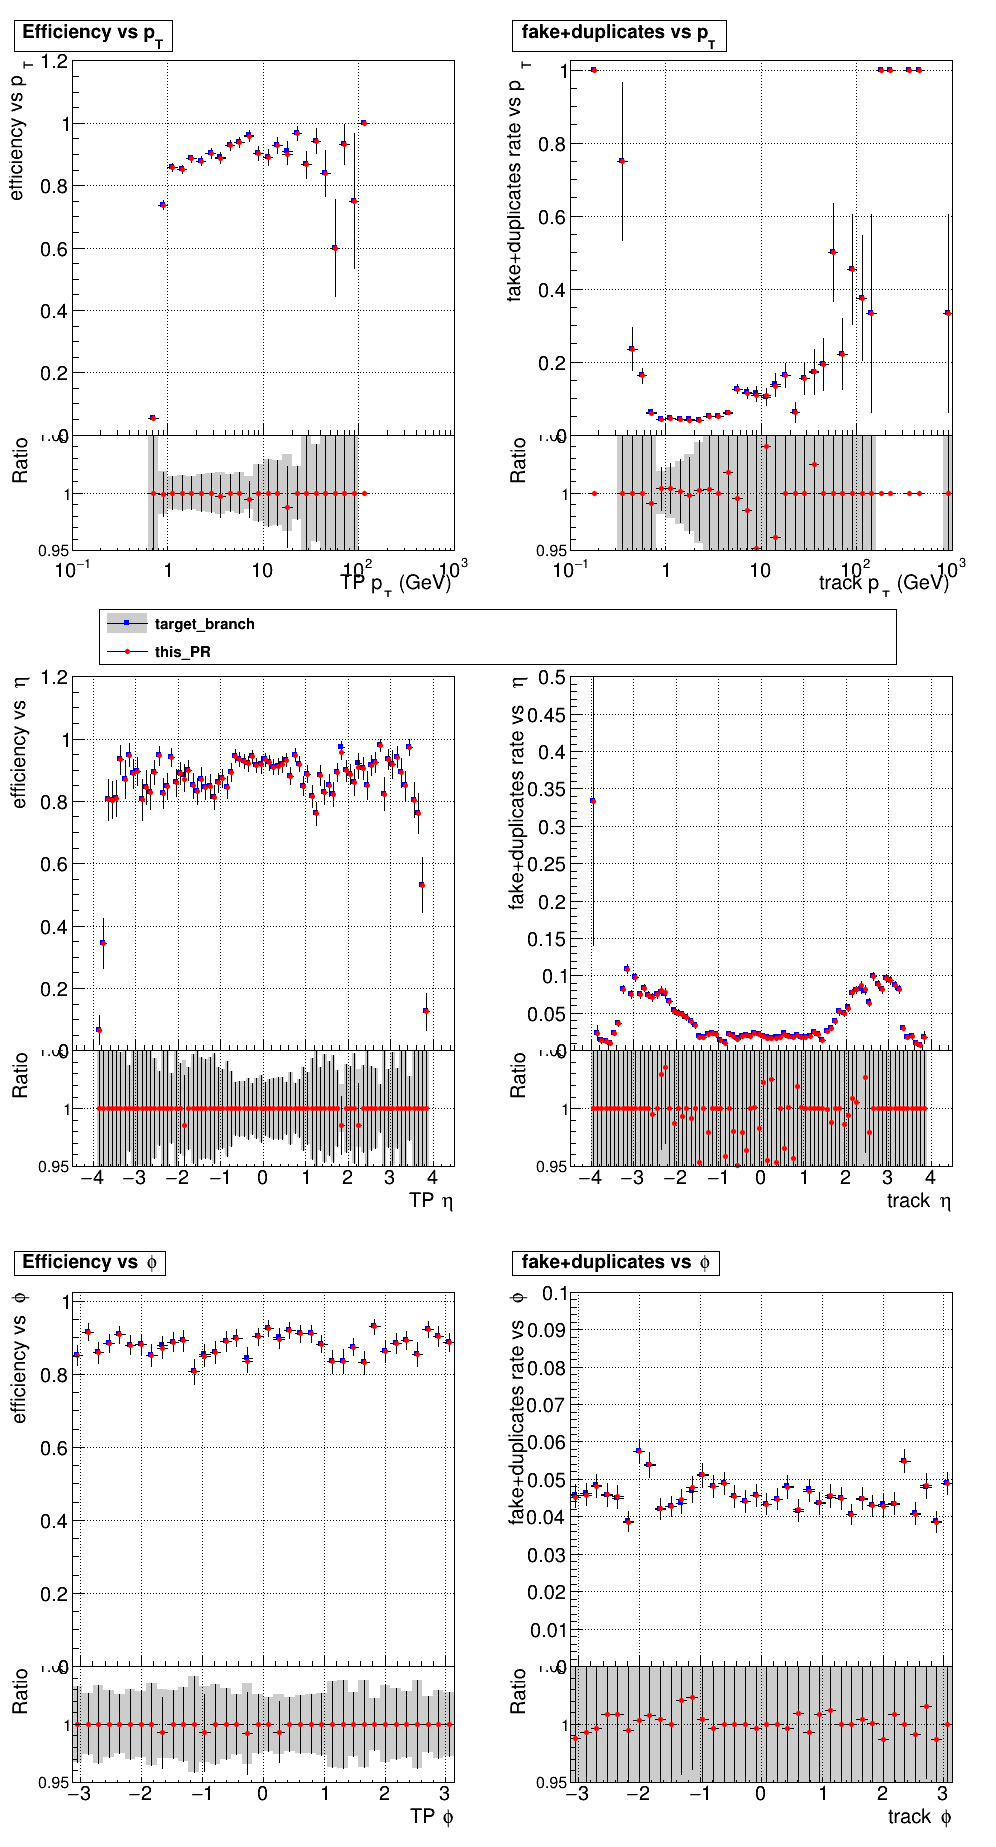 Efficiency vs p_T
fake+duplicates vs p_T
efficiency vs p_T
1.2
1
0.8
0.6
0.4
0.2
0
Ratio
1
0.95
10^-1 1 10 10^2 10^3
TP p_T (GeV)
fake+duplicates rate vs p_T
1
0.8
0.6
0.4
0.2
0
Ratio
1
0.95
10^-1 1 10 10^2 10^3
track p_T (GeV)
target_branch
this_PR
efficiency vs η
1.2
1
0.8
0.6
0.4
0.2
0
Ratio
1
0.95
−4 −3 −2 −1 0 1 2 3 4
TP η
fake+duplicates rate vs η
0.5
0.45
0.4
0.35
0.3
0.25
0.2
0.15
0.1
0.05
0
Ratio
1
0.95
−4 −3 −2 −1 0 1 2 3 4
track η
Efficiency vs ϕ
fake+duplicates vs ϕ
efficiency vs ϕ
1
0.8
0.6
0.4
0.2
0
Ratio
1
0.95
−3 −2 −1 0 1 2 3
TP ϕ
fake+duplicates rate vs ϕ
0.1
0.09
0.08
0.07
0.06
0.05
0.04
0.03
0.02
0.01
0
Ratio
1
0.95
−3 −2 −1 0 1 2 3
track ϕ